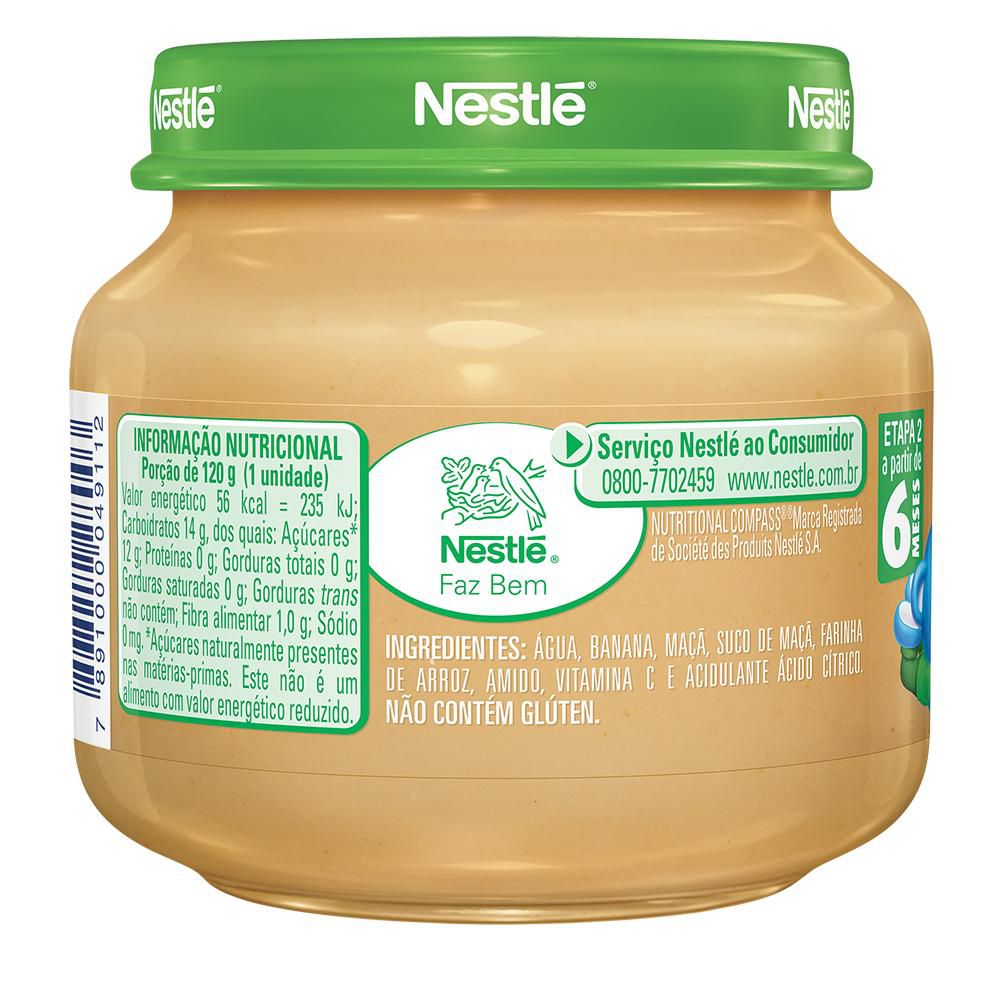 Nestlé®
Nestlé®
Nestlé
INFORMAÇÃO NUTRICIONAL
Porção de 120 g (1 unidade)
Valor energético 56 kcal = 235 kJ;
Carboidratos 14 g, dos quais: Açúcares*
12 g; Proteínas 0 g; Gorduras totais 0 g;
Gorduras saturadas 0 g; Gorduras trans
não contém; Fibra alimentar 1,0 g; Sódio
0 mg. *Açúcares naturalmente presentes
nas matérias-primas. Este não é um
alimento com valor energético reduzido.
7 891000 049112
Nestlé®
Faz Bem
Serviço Nestlé ao Consumidor
0800-7702459 www.nestle.com.br
NUTRITIONAL COMPASS® ®Marca Registrada
de Société des Produits Nestlé S.A.
INGREDIENTES: ÁGUA, BANANA, MAÇÃ, SUCO DE MAÇÃ, FARINHA
DE ARROZ, AMIDO, VITAMINA C E ACIDULANTE ÁCIDO CÍTRICO.
NÃO CONTÉM GLÚTEN.
ETAPA 2
a partir de
6
MESES